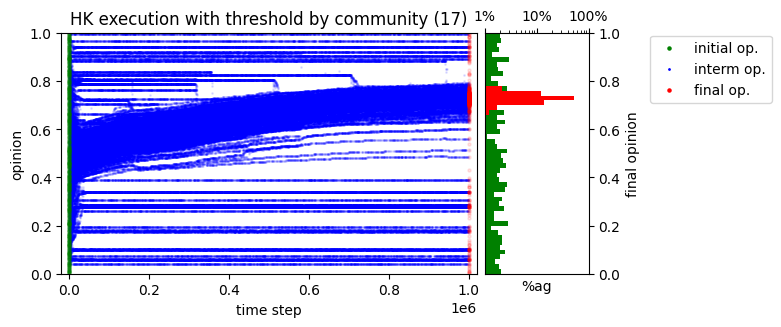 HK execution with threshold by community (17)
1% 10% 100%
1.0 0.8 0.6 0.4 0.2 0.0
opinion
0.0 0.2 0.4 0.6 0.8 1.0
1e6
time step
%ag
1.0 0.8 0.6 0.4 0.2 0.0
final opinion
initial op.
interm op.
final op.